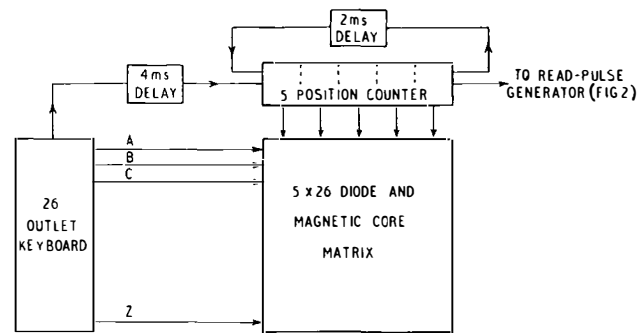 2ms
DELAY
4ms
DELAY
5 POSITION COUNTER
TO READ-PULSE
GENERATOR (FIG 2)
A
B
C
26
OUTLET
KEYBOARD
5 x 26 DIODE AND
MAGNETIC CORE
MATRIX
Z